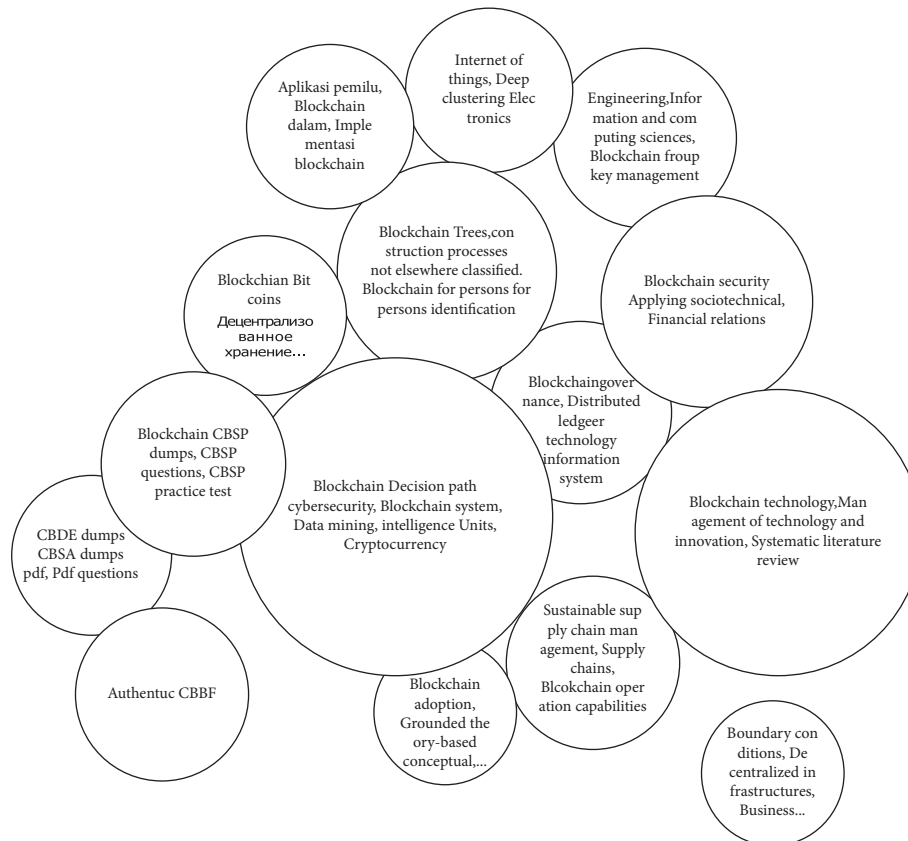 Internet of
things, Deep
clustering Elec
tronics
Aplikasi pemilu,
Blockchain
dalam, Imple
mentasi
blockchain
Engineering,Infor
mation and com
puting sciences,
Blockchain froup
key management
Blockchain Trees,con
struction processes
not elsewhere classified.
Blockchain for persons for
persons identification
Blockchian Bit
coins
Децентрализо
ванное
хранение...
Blockchain security
Applying sociotechnical,
Financial relations
Blockchaingover
nance, Distributed
ledgeer
technology
information
system
Blockchain CBSP
dumps, CBSP
questions, CBSP
practice test
Blockchain Decision path
cybersecurity, Blockchain system,
Data mining, intelligence Units,
Cryptocurrency
Blockchain technology,Man
agement of technology and
innovation, Systematic literature
review
CBDE dumps
CBSA dumps
pdf, Pdf questions
Sustainable sup
ply chain man
agement, Supply
chains,
Blcokchain oper
ation capabilities
Authentuc CBBF
Blockchain
adoption,
Grounded the
ory-based
conceptual,...
Boundary con
ditions, De
centralized in
frastructures,
Business...